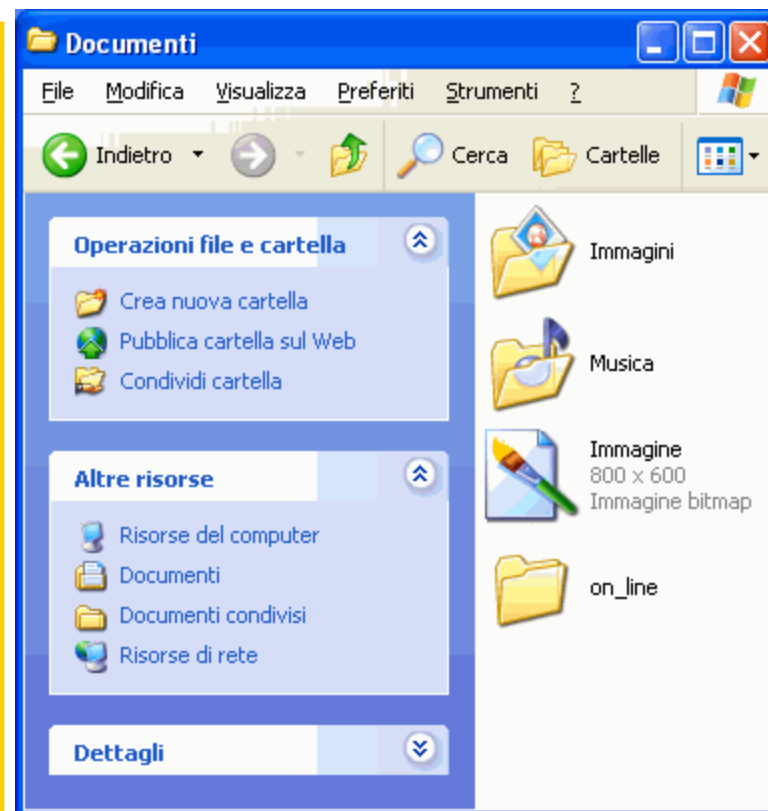 Documenti
File Modifica Visualizza Preferiti Strumenti ?
Indietro Cerca Cartelle
Operazioni file e cartella
Crea nuova cartella
Pubblica cartella sul Web
Condividi cartella
Altre risorse
Risorse del computer
Documenti
Documenti condivisi
Risorse di rete
Dettagli
Immagini
Musica
Immagine
800 x 600
Immagine bitmap
on_line